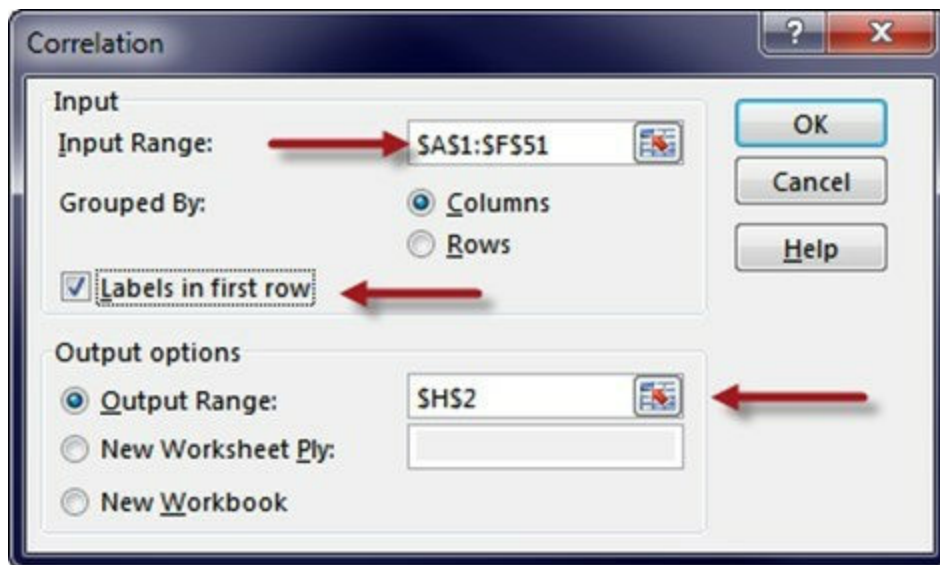 Correlation
?
X
Input
Input Range:
$A$1:$F$51
OK
Grouped By:
Columns
Cancel
Rows
Help
Labels in first row
Output options
Output Range:
$H$2
New Worksheet Ply:
New Workbook